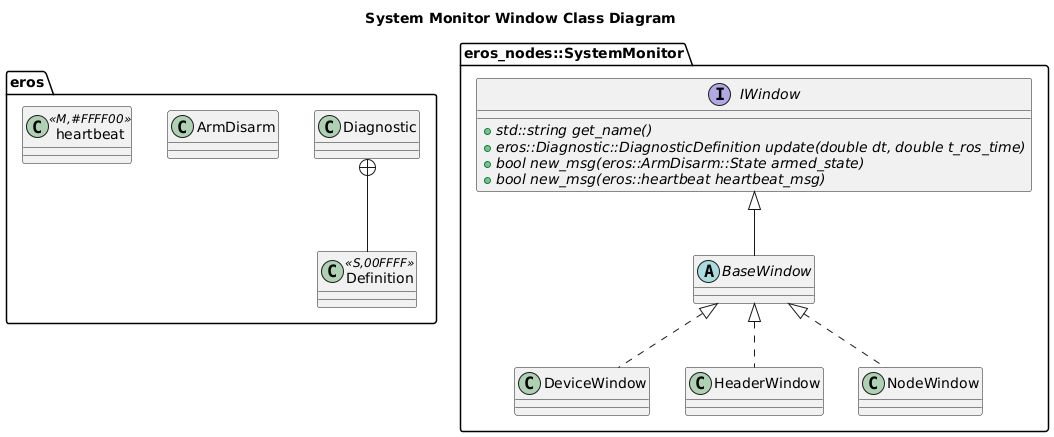 System Monitor Window Class Diagram
eros
C «M,#FFFF00» heartbeat
C ArmDisarm
C Diagnostic
C «S,00FFFF» Definition
eros_nodes::SystemMonitor
I IWindow
std::string get_name()
eros::Diagnostic::DiagnosticDefinition update(double dt, double t_ros_time)
bool new_msg(eros::ArmDisarm::State armed_state)
bool new_msg(eros::heartbeat heartbeat_msg)
A BaseWindow
C DeviceWindow
C HeaderWindow
C NodeWindow